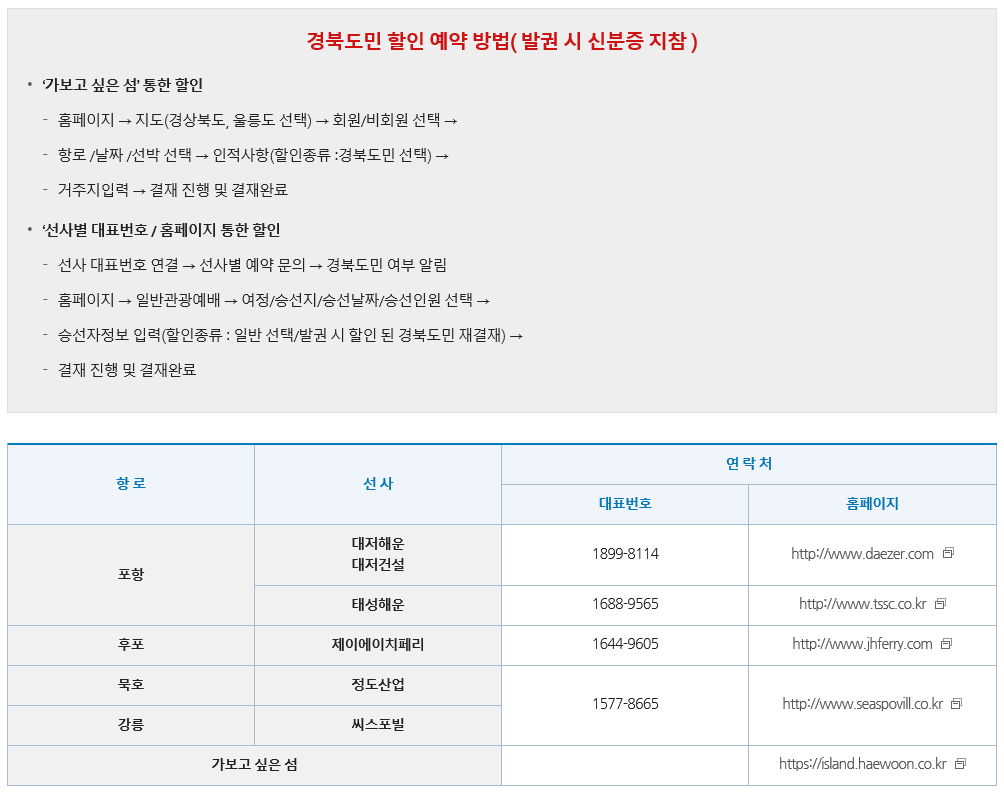 경북도민 할인 예약 방법( 발권 시 신분증 지참 )
• ‘가보고 싶은 섬’ 통한 할인
- 홈페이지 → 지도(경상북도, 울릉도 선택) → 회원/비회원 선택 →
- 항로 /날짜 /선박 선택 → 인적사항(할인종류 :경북도민 선택) →
- 거주지입력 → 결재 진행 및 결재완료
• ‘선사별 대표번호 / 홈페이지 통한 할인
- 선사 대표번호 연결 → 선사별 예약 문의 → 경북도민 여부 알림
- 홈페이지 → 일반관광예배 → 여정/승선지/승선날짜/승선인원 선택 →
- 승선자정보 입력(할인종류 : 일반 선택/발권 시 할인 된 경북도민 재결재) →
- 결재 진행 및 결재완료
항 로 선 사 연 락 처
대표번호 홈페이지
포항 대저해운
대저건설 1899-8114 http://www.daezer.com
태성해운 1688-9565 http://www.tssc.co.kr
후포 제이에이치페리 1644-9605 http://www.jhferry.com
묵호 정도산업 1577-8665 http://www.seaspovill.co.kr
강릉 씨스포빌
가보고 싶은 섬 https://island.haewoon.co.kr